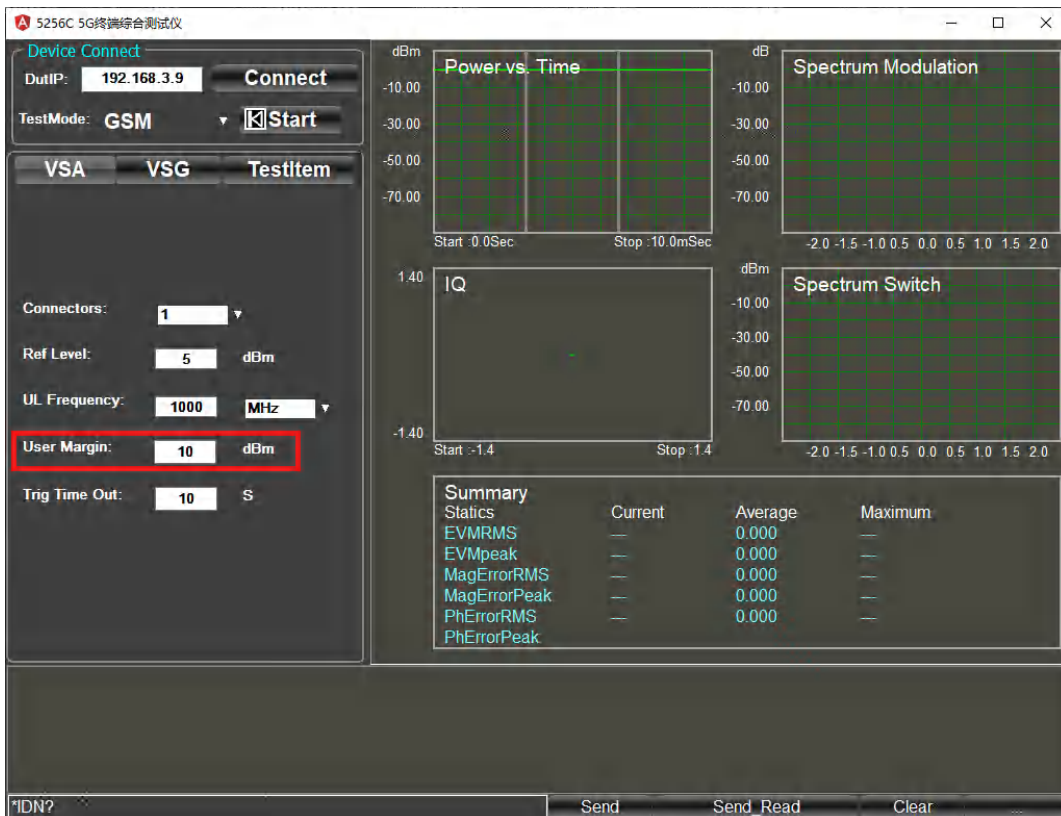 5256C 5G终端综合测试仪
Device Connect
DutIP: 192.168.3.9 Connect
TestMode: GSM Start
VSA VSG TestItem
Connectors: 1
Ref Level: 5 dBm
UL Frequency: 1000 MHz
User Margin: 10 dBm
Trig Time Out: 10 S
dBm
Power vs. Time
-10.00
-30.00
-50.00
-70.00
Start :0.0Sec Stop :10.0mSec
dB
Spectrum Modulation
-10.00
-30.00
-50.00
-70.00
-2.0 -1.5 -1.0 0.5 0.0 0.5 1.0 1.5 2.0
1.40
IQ
-1.40
Start :-1.4 Stop :1.4
dBm
Spectrum Switch
-10.00
-30.00
-50.00
-70.00
-2.0 -1.5 -1.0 0.5 0.0 0.5 1.0 1.5 2.0
Summary
Statics Current Average Maximum
EVMRMS --- 0.000 ---
EVMpeak --- 0.000 ---
MagErrorRMS --- 0.000 ---
MagErrorPeak --- 0.000 ---
PhErrorRMS --- 0.000 ---
PhErrorPeak
*IDN? Send Send_Read Clear ...